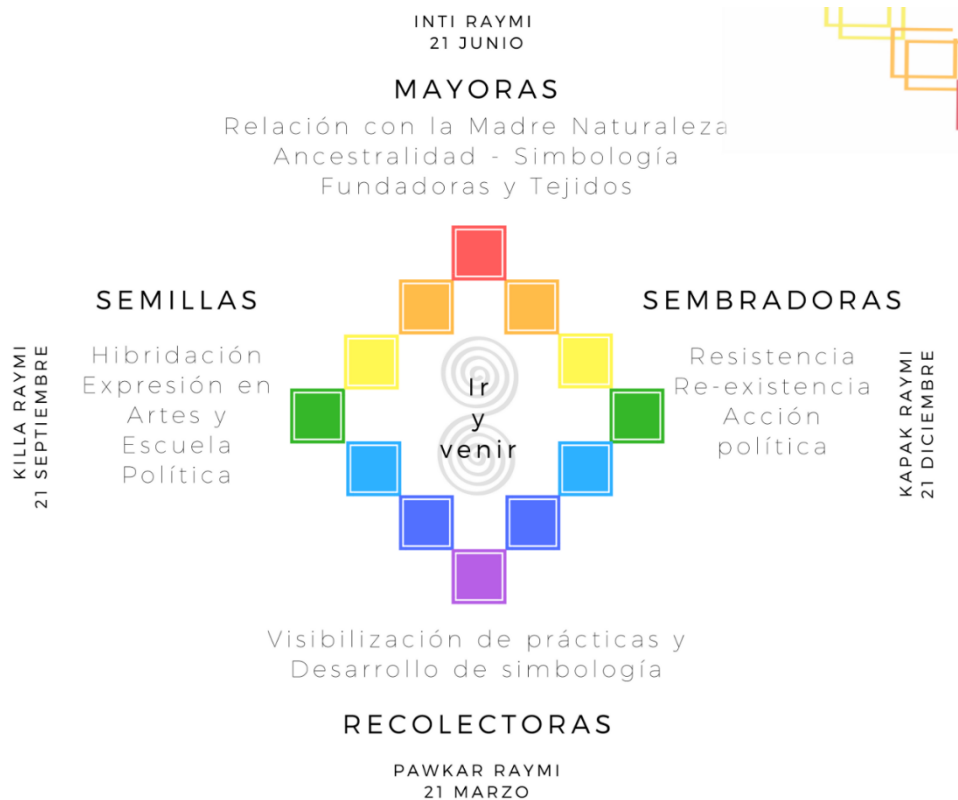 INTI RAYMI
21 JUNIO
MAYORAS
Relación con la Madre Naturaleza
Ancestralidad - Simbología
Fundadoras y Tejidos
SEMILLAS
Hibridación
Expresión en
Artes y
Escuela
Política
KILLA RAYMI
21 SEPTIEMBRE
Ir
y
venir
SEMBRADORAS
Resistencia
Re-existencia
Acción
política
KAPAK RAYMI
21 DICIEMBRE
Visibilización de prácticas y
Desarrollo de simbología
RECOLECTORAS
PAWKAR RAYMI
21 MARZO